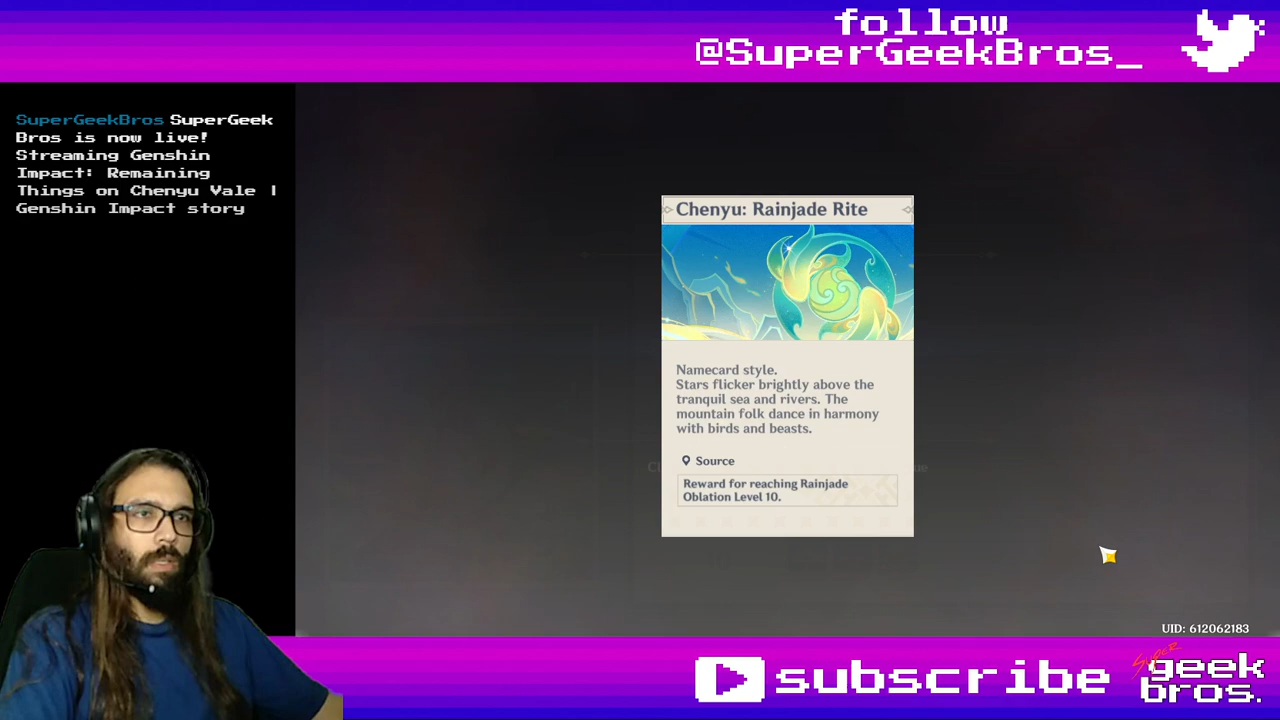 follow
@SuperGeekBros_
SuperGeekBros SuperGeek
Bros is now live!
Streaming Genshin
Impact: Remaining
Things on Chenyu Vale |
Genshin Impact story
Chenyu: Rainjade Rite
Namecard style.
Stars flicker brightly above the
tranquil sea and rivers. The
mountain folk dance in harmony
with birds and beasts.
Source
Reward for reaching Rainjade
Oblation Level 10.
UID: 612062183
subscribe
SUPER
geek
bros.